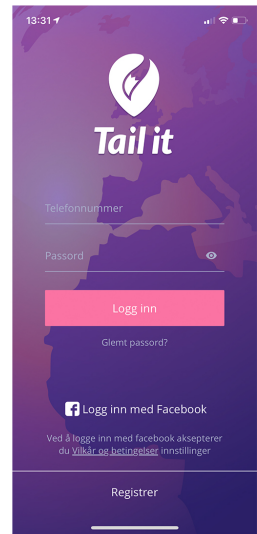 13:31
Tail it
Telefonnummer
Passord
Logg inn
Glemt passord?
Logg inn med Facebook
Ved å logge inn med facebook aksepterer
du Vilkår og betingelser innstillinger
Registrer